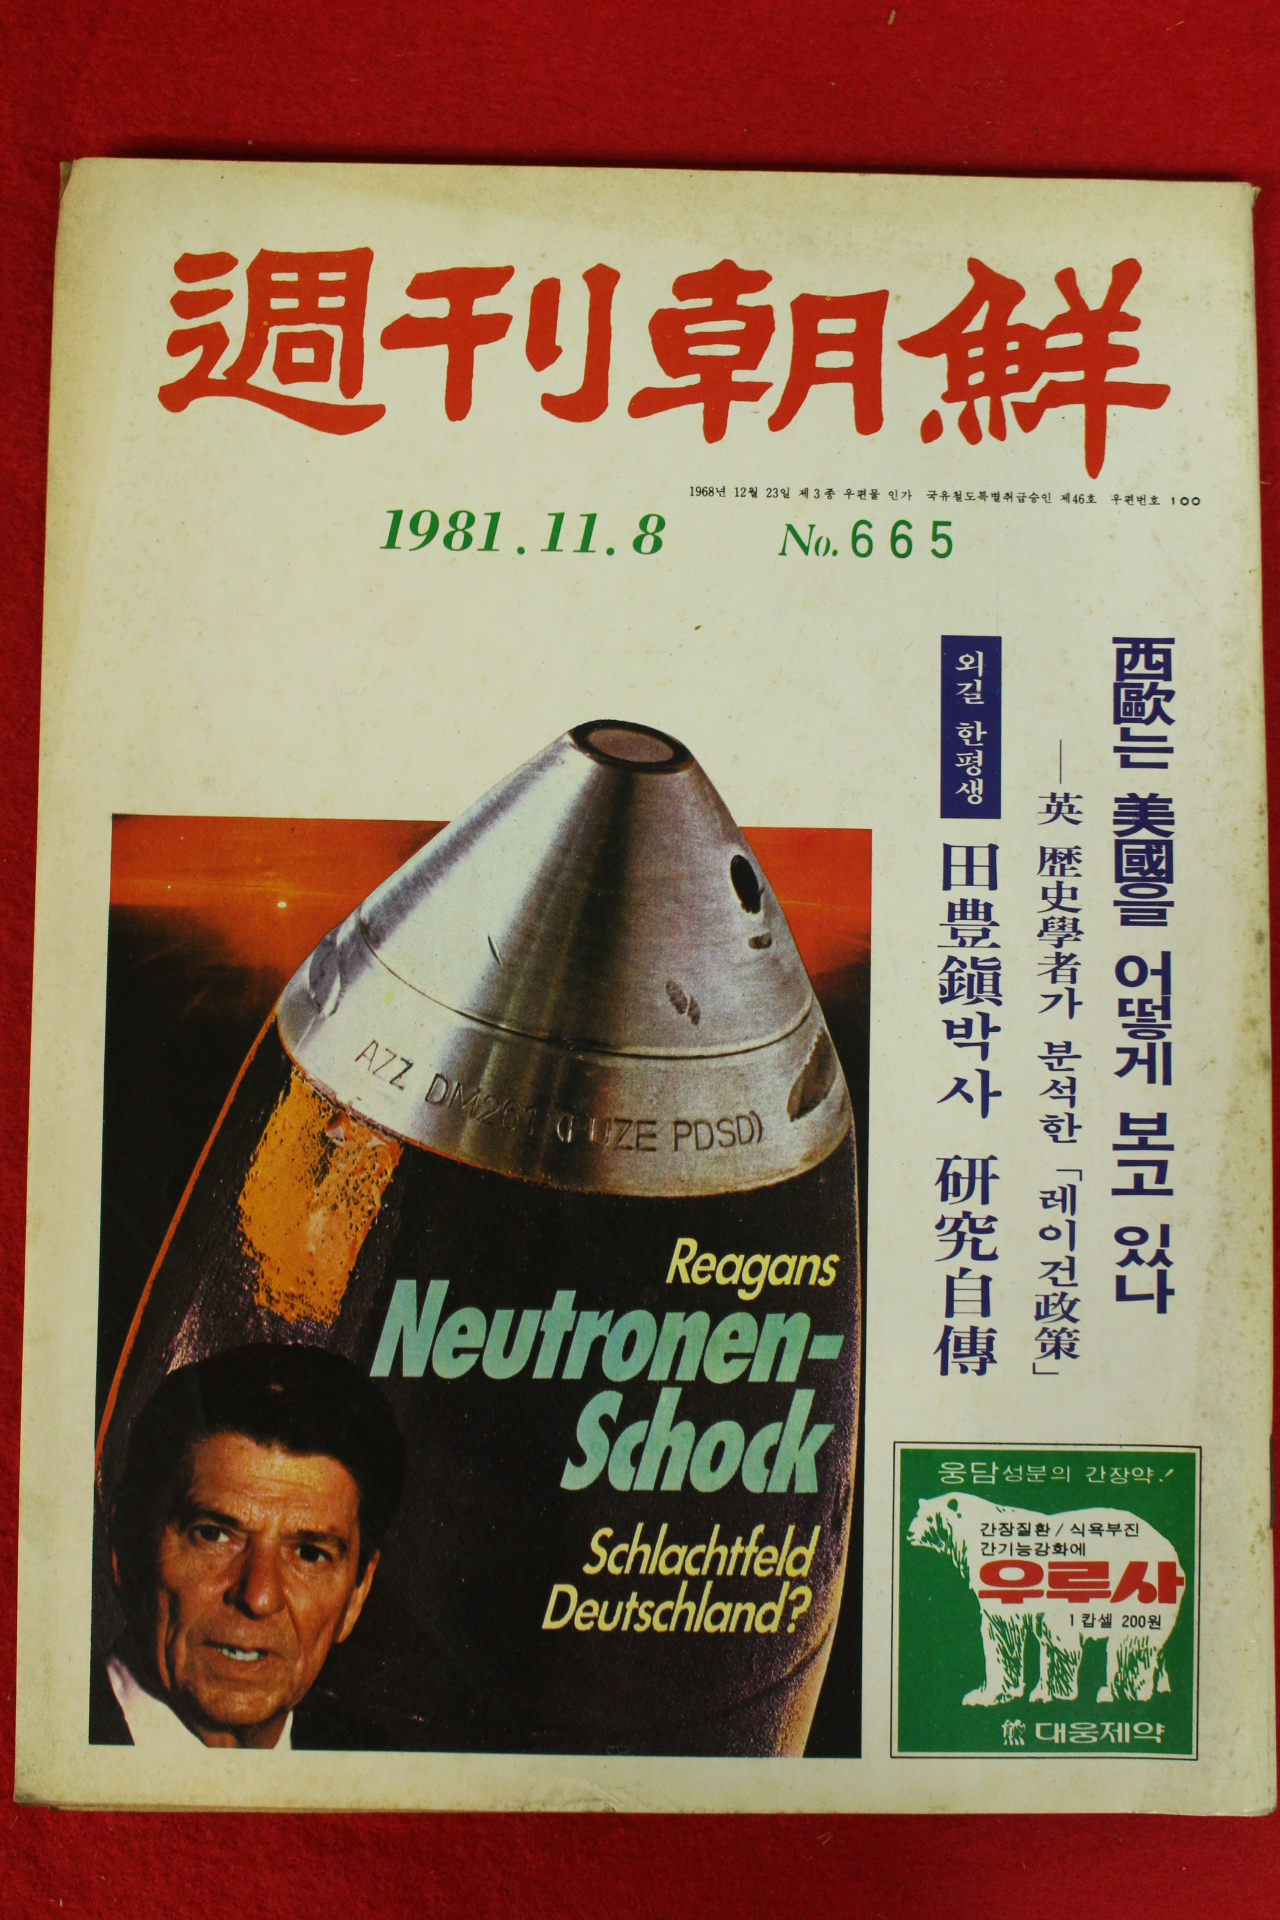 週刊朝鮮
1968년 12월 23일 제3종 우편물 인가 국유철도특별취급승인 제46호 우편번호 100
1981.11.8 No.665
西歐는 美國을 어떻게 보고 있나
—英 歷史學者가 분석한 「레이건政策」
외길 한평생
田豊鎭박사 研究自傳
AZZ DM261 (FUZE PDSD)
Reagans
Neutronen-
Schock
Schlachtfeld
Deutschland?
웅담성분의 간장약!
간장질환/식욕부진
간기능강화에
우루사
1캅셀 200원
대웅제약